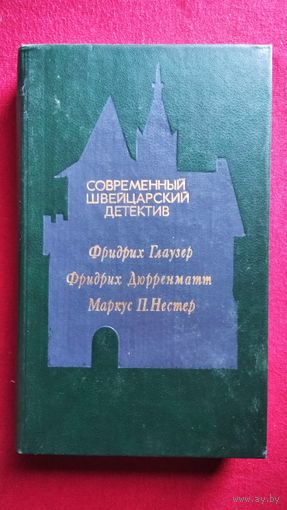 СОВРЕМЕННЫЙ
ШВЕЙЦАРСКИЙ
ДЕТЕКТИВ
Фридрих Глаузер
Фридрих Дюрренматт
Маркус П. Нестер
© www.ay.by